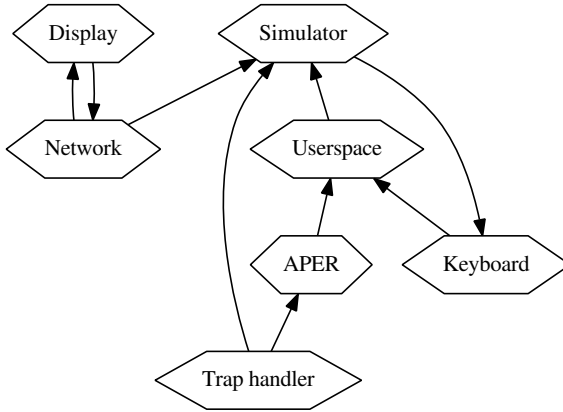 Display
Simulator
Network
Userspace
APER
Keyboard
Trap handler